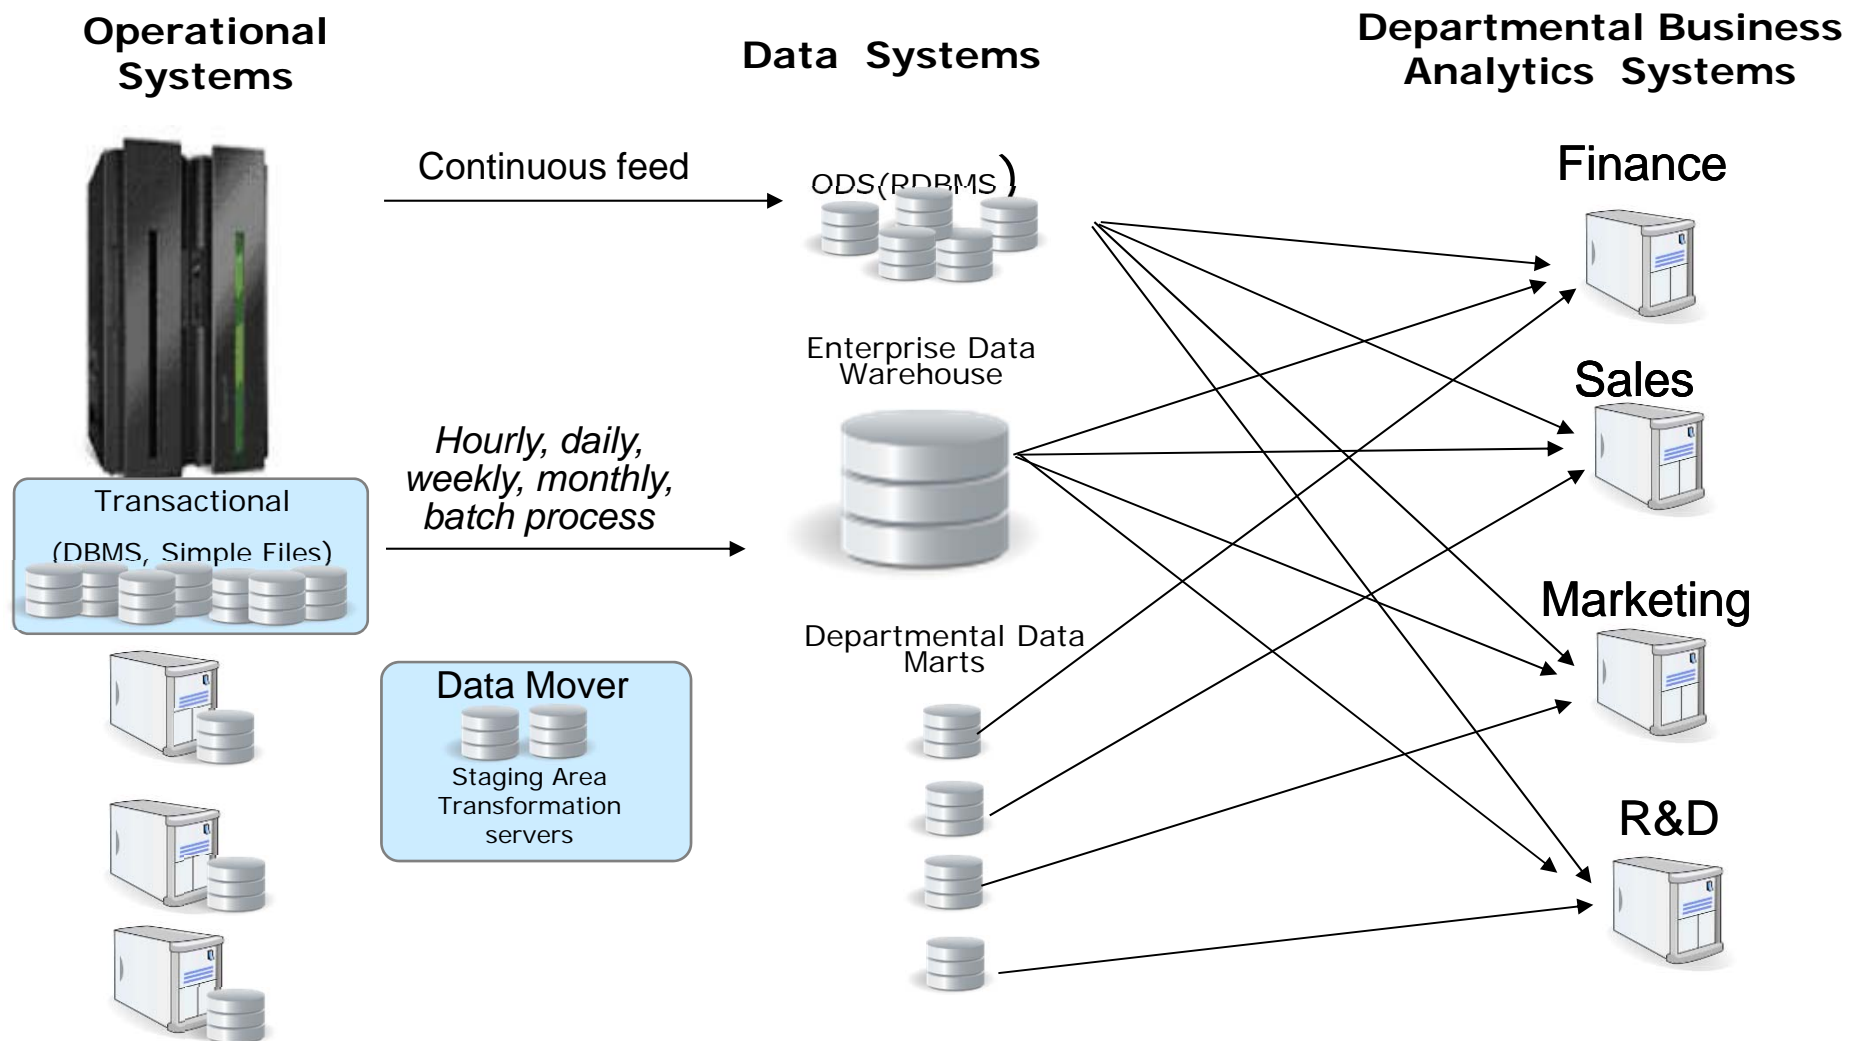 Operational
Systems
Data Systems
Departmental Business
Analytics Systems
Continuous feed
ODS(RDBMS)
Finance
Enterprise Data
Warehouse
Sales
Hourly, daily,
weekly, monthly,
batch process
Transactional
(DBMS, Simple Files)
Marketing
Departmental Data
Marts
Data Mover
Staging Area
Transformation
servers
R&D